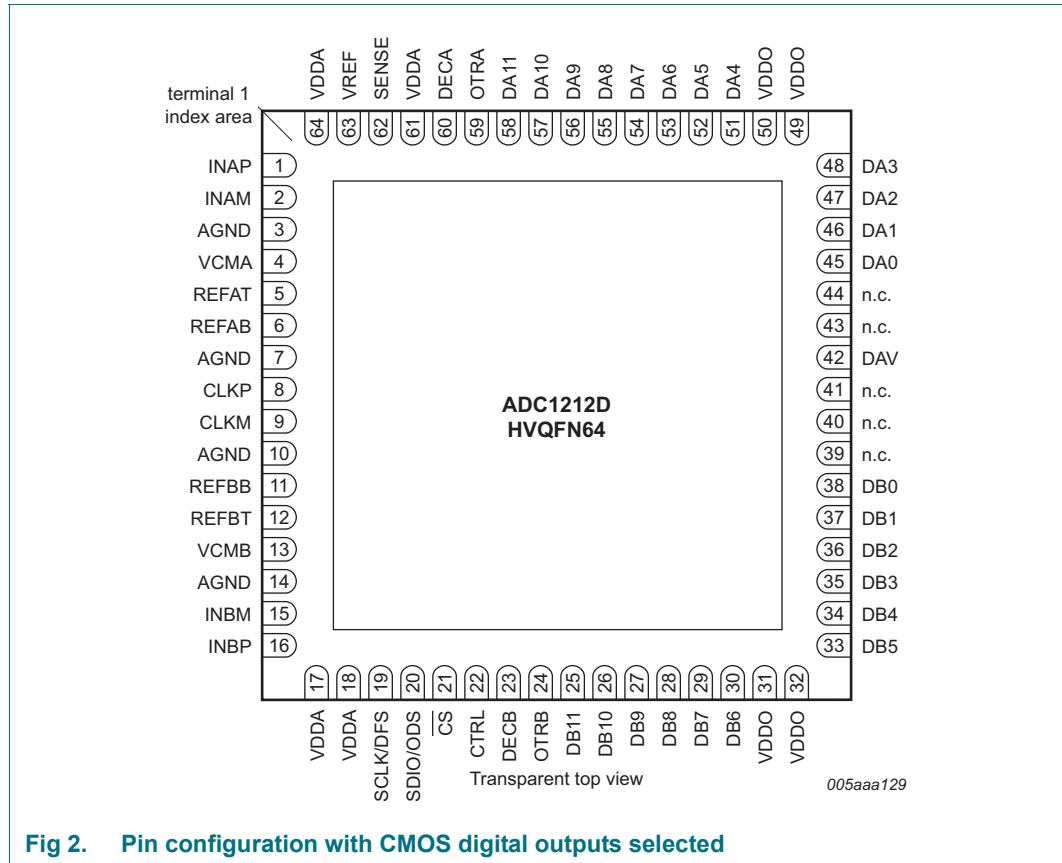 VDDA VREF SENSE VDDA DECA OTRA DA11 DA10 DA9 DA8 DA7 DA6 DA5 DA4 VDDO VDDO
terminal 1
index area
64 63 62 61 60 59 58 57 56 55 54 53 52 51 50 49
INAP 1
INAM 2
AGND 3
VCMA 4
REFAT 5
REFAB 6
AGND 7
CLKP 8
CLKM 9
AGND 10
REFBB 11
REFBT 12
VCMB 13
AGND 14
INBM 15
INBP 16
ADC1212D
HVQFN64
48 DA3
47 DA2
46 DA1
45 DA0
44 n.c.
43 n.c.
42 DAV
41 n.c.
40 n.c.
39 n.c.
38 DB0
37 DB1
36 DB2
35 DB3
34 DB4
33 DB5
17 18 19 20 21 22 23 24 25 26 27 28 29 30 31 32
VDDA VDDA SCLK/DFS SDIO/ODS CS CTRL DECB OTRB DB11 DB10 DB9 DB8 DB7 DB6 VDDO VDDO
Transparent top view
005aaa129
Fig 2. Pin configuration with CMOS digital outputs selected